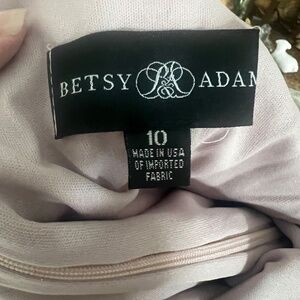 BETSY & ADAM
10
MADE IN USA
OF IMPORTED
FABRIC